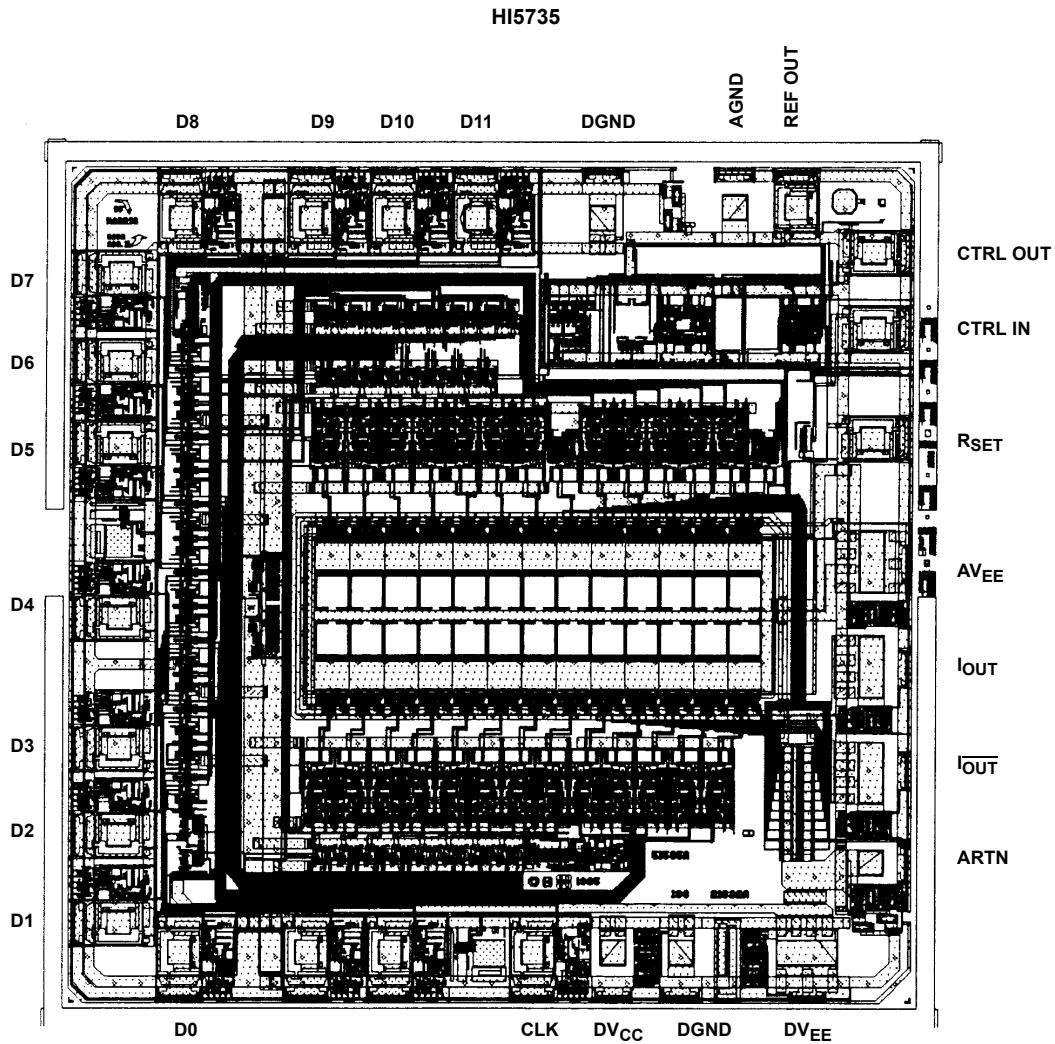 HI5735
D8
D9
D10
D11
DGND
AGND
REF OUT
D7
D6
D5
D4
D3
D2
D1
CTRL OUT
CTRL IN
RSET
AVEE
IOUT
I̅O̅U̅T̅
ARTN
HARRIS
D0
CLK
DVCC
DGND
DVEE